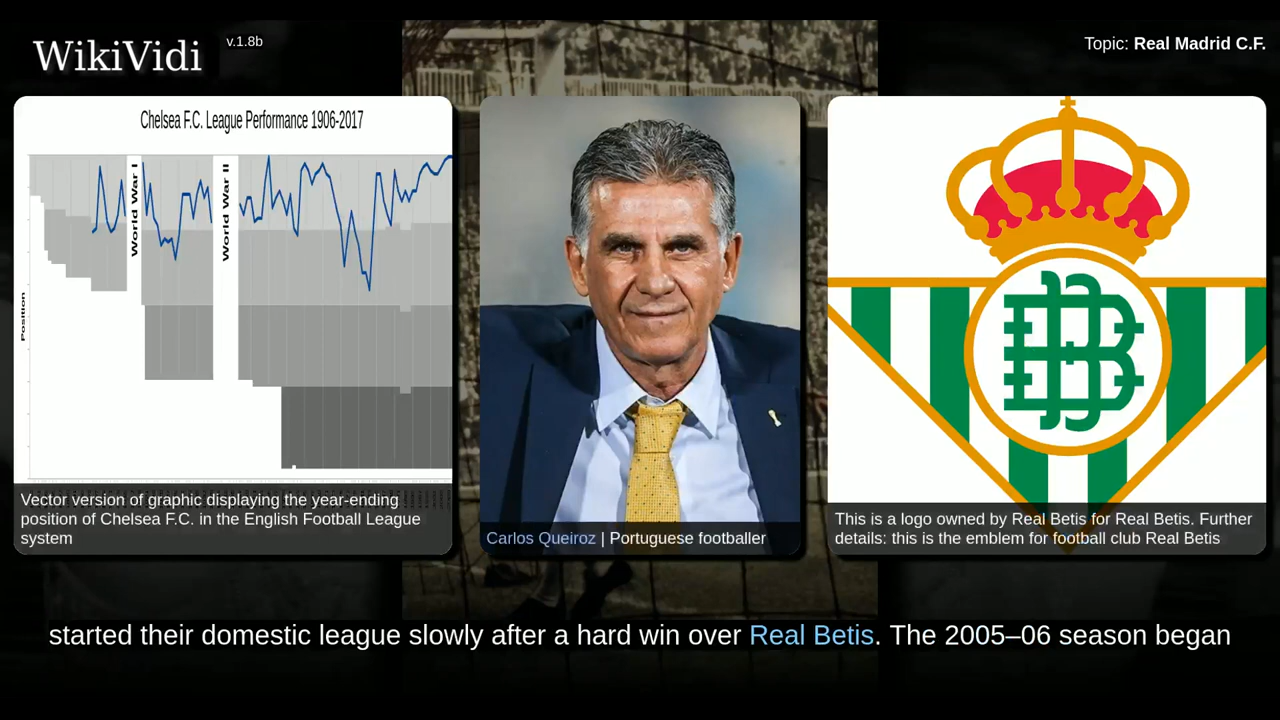 WikiVidi
v.1.8b
Topic: Real Madrid C.F.
Chelsea F.C. League Performance 1906-2017
World War I
World War II
Position
Vector version of graphic displaying the year-ending
position of Chelsea F.C. in the English Football League
system
Carlos Queiroz | Portuguese footballer
This is a logo owned by Real Betis for Real Betis. Further
details: this is the emblem for football club Real Betis
started their domestic league slowly after a hard win over Real Betis. The 2005–06 season began